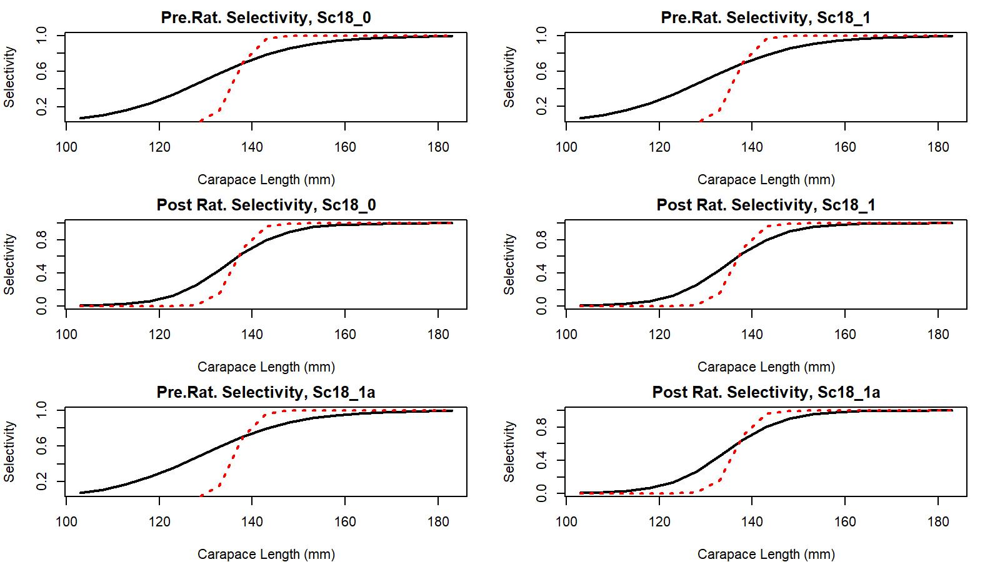 Pre.Rat. Selectivity, Sc18_0
Selectivity
0.2 0.6 1.0
100 120 140 160 180
Carapace Length (mm)
Pre.Rat. Selectivity, Sc18_1
Selectivity
0.2 0.6 1.0
100 120 140 160 180
Carapace Length (mm)
Post Rat. Selectivity, Sc18_0
Selectivity
0.0 0.4 0.8
100 120 140 160 180
Carapace Length (mm)
Post Rat. Selectivity, Sc18_1
Selectivity
0.0 0.4 0.8
100 120 140 160 180
Carapace Length (mm)
Pre.Rat. Selectivity, Sc18_1a
Selectivity
0.2 0.6 1.0
100 120 140 160 180
Carapace Length (mm)
Post Rat. Selectivity, Sc18_1a
Selectivity
0.0 0.4 0.8
100 120 140 160 180
Carapace Length (mm)